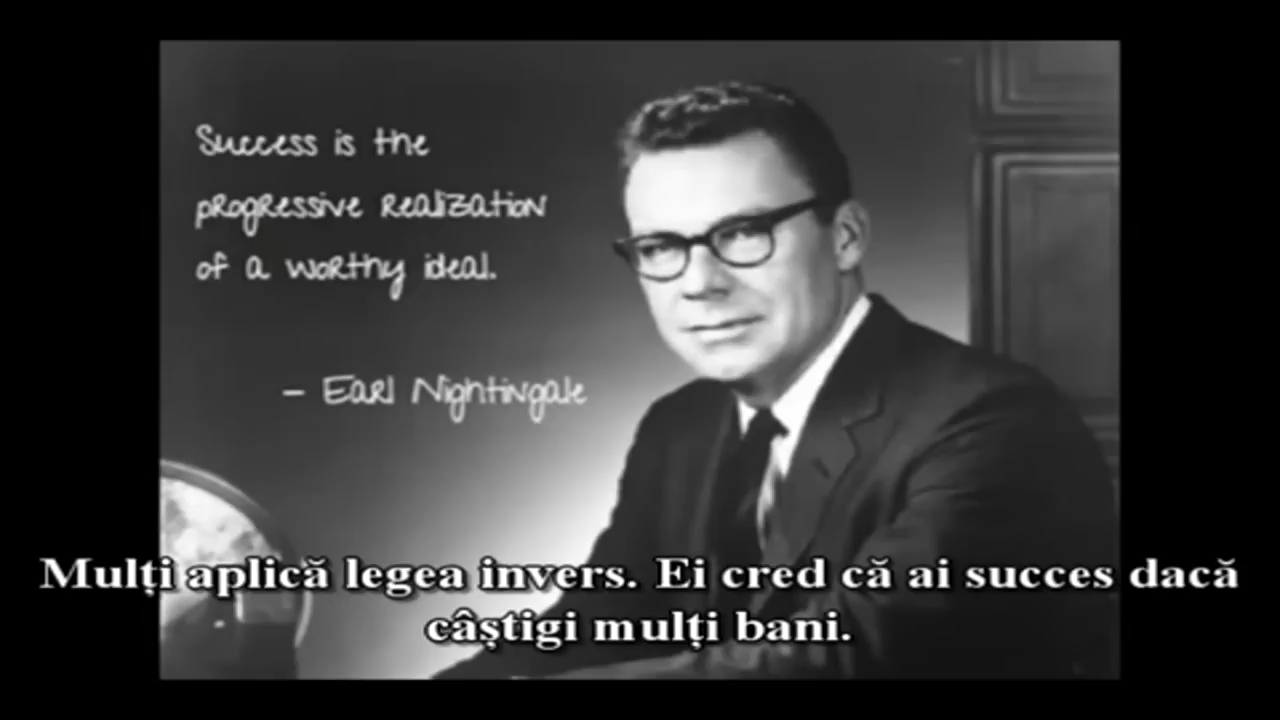 Success is the
progressive realization
of a worthy ideal.
– Earl Nightingale
Mulți aplică legea invers. Ei cred că ai succes dacă
câștigi mulți bani.